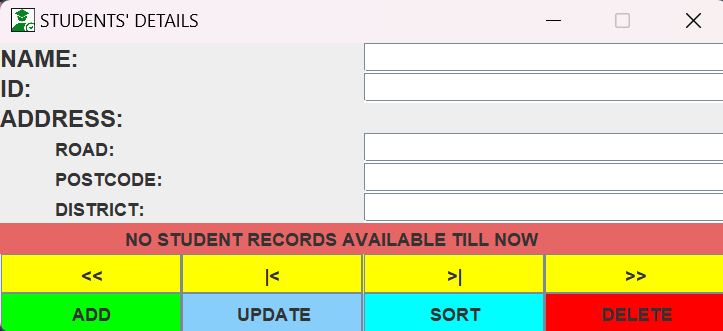 STUDENTS' DETAILS
NAME:
ID:
ADDRESS:
ROAD:
POSTCODE:
DISTRICT:
NO STUDENT RECORDS AVAILABLE TILL NOW
<< |< >| >>
ADD UPDATE SORT DELETE